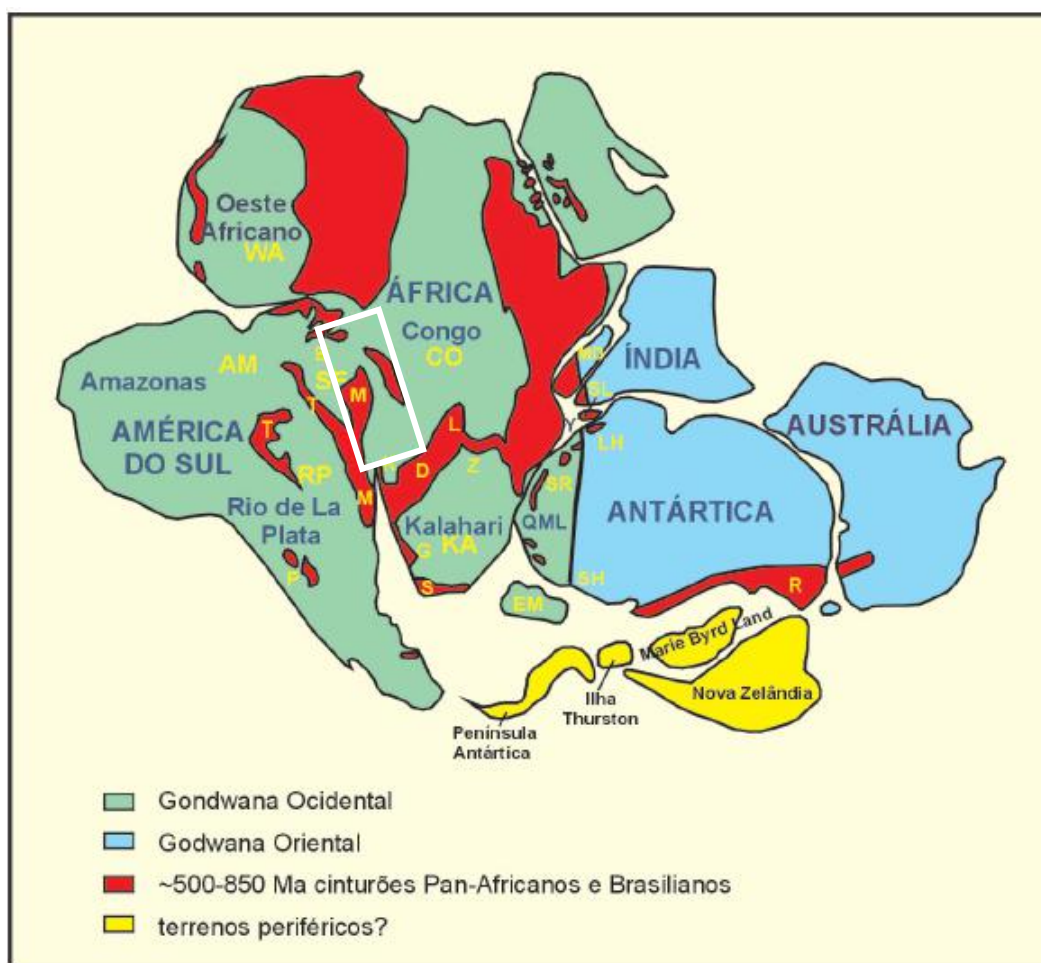 Oeste
Africano
WA
ÁFRICA
Congo
CO
AM
Amazonas
AMÉRICA
DO SUL
T
T
M
M
RP
Rio de La
Plata
P
L
D
Z
Kalahari
KA
G
S
SL
Y
LH
SR
QML
SH
EM
ÍNDIA
AUSTRÁLIA
ANTÁRTICA
R
Marie Byrd Land
Nova Zelândia
Ilha
Thurston
Península
Antártica
Gondwana Ocidental
Godwana Oriental
~500-850 Ma cinturões Pan-Africanos e Brasilianos
terrenos periféricos?